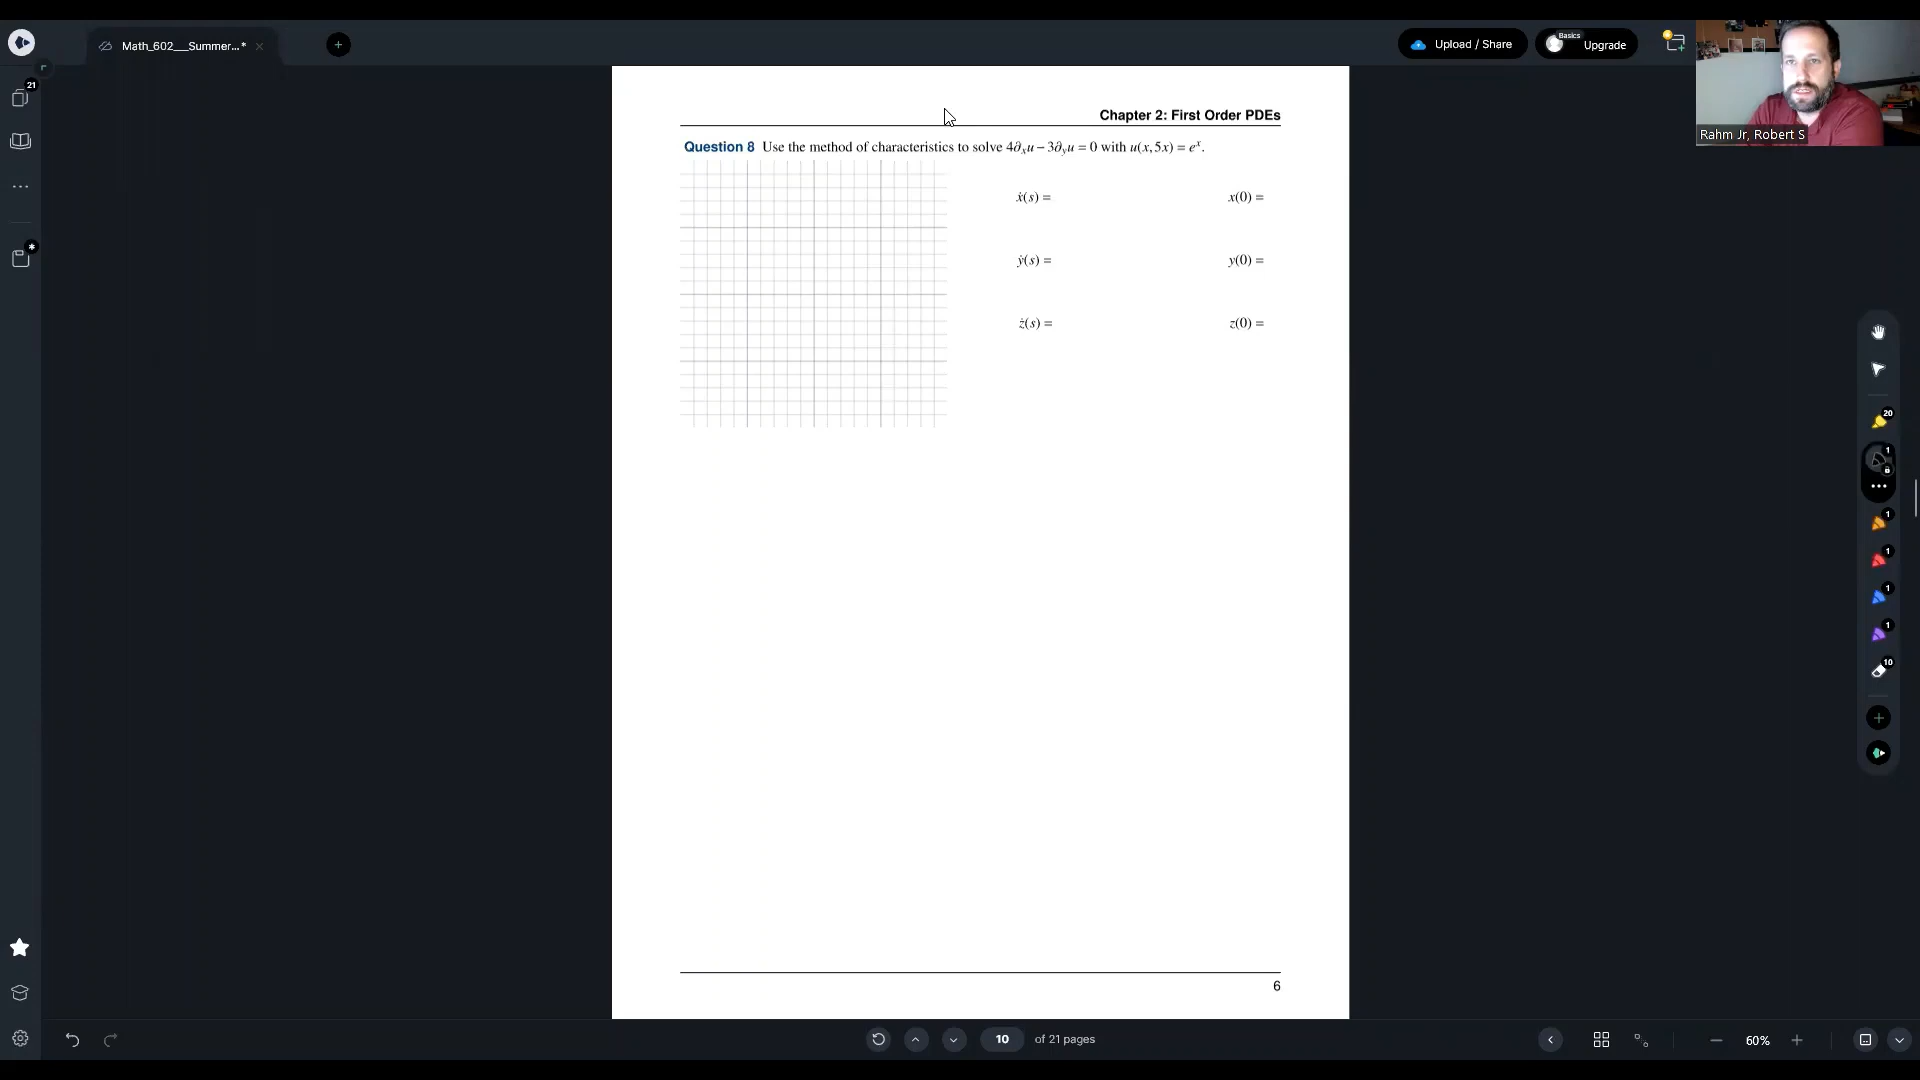 Math_602___Summer...*
Upload / Share
Basics
Upgrade
21
Rahm Jr, Robert S
Chapter 2: First Order PDEs
Question 8 Use the method of characteristics to solve 4∂ₓu − 3∂ᵧu = 0 with u(x, 5x) = eˣ.
ẋ(s) = x(0) =
ẏ(s) = y(0) =
ż(s) = z(0) =
20
1
1
1
1
1
10
6
10 of 21 pages
60%